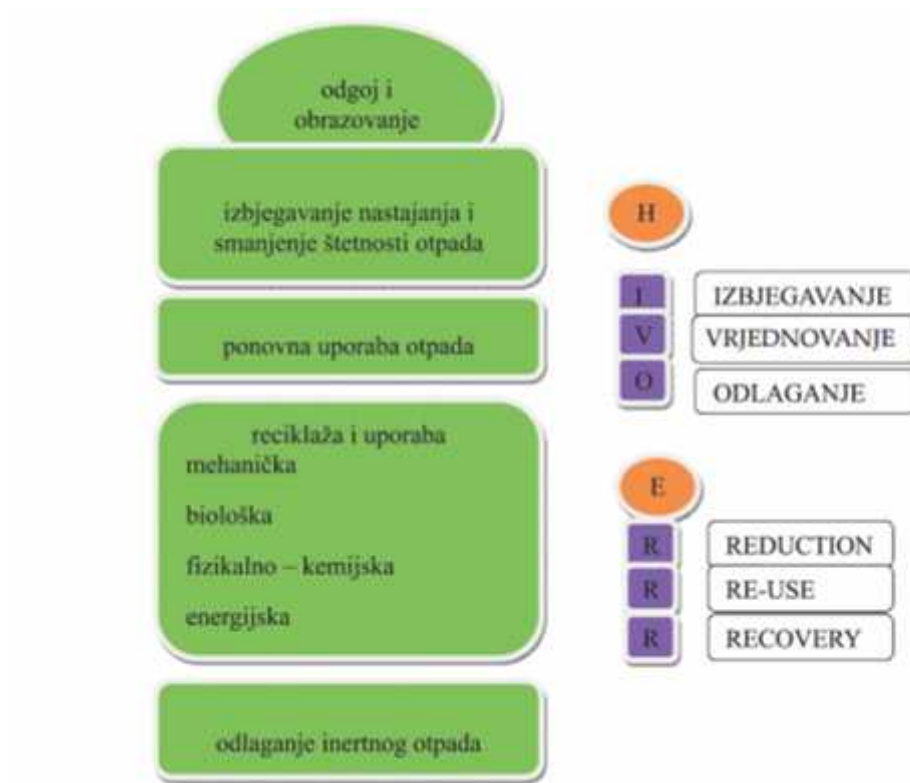 odgoj i
obrazovanje
izbjegavanje nastajanja i
smanjenje štetnosti otpada
ponovna uporaba otpada
reciklaža i uporaba
mehanička
biološka
fizikalno – kemijska
energijska
odlaganje inertnog otpada
H
I IZBJEGAVANJE
V VRJEDNOVANJE
O ODLAGANJE
E
R REDUCTION
R RE-USE
R RECOVERY